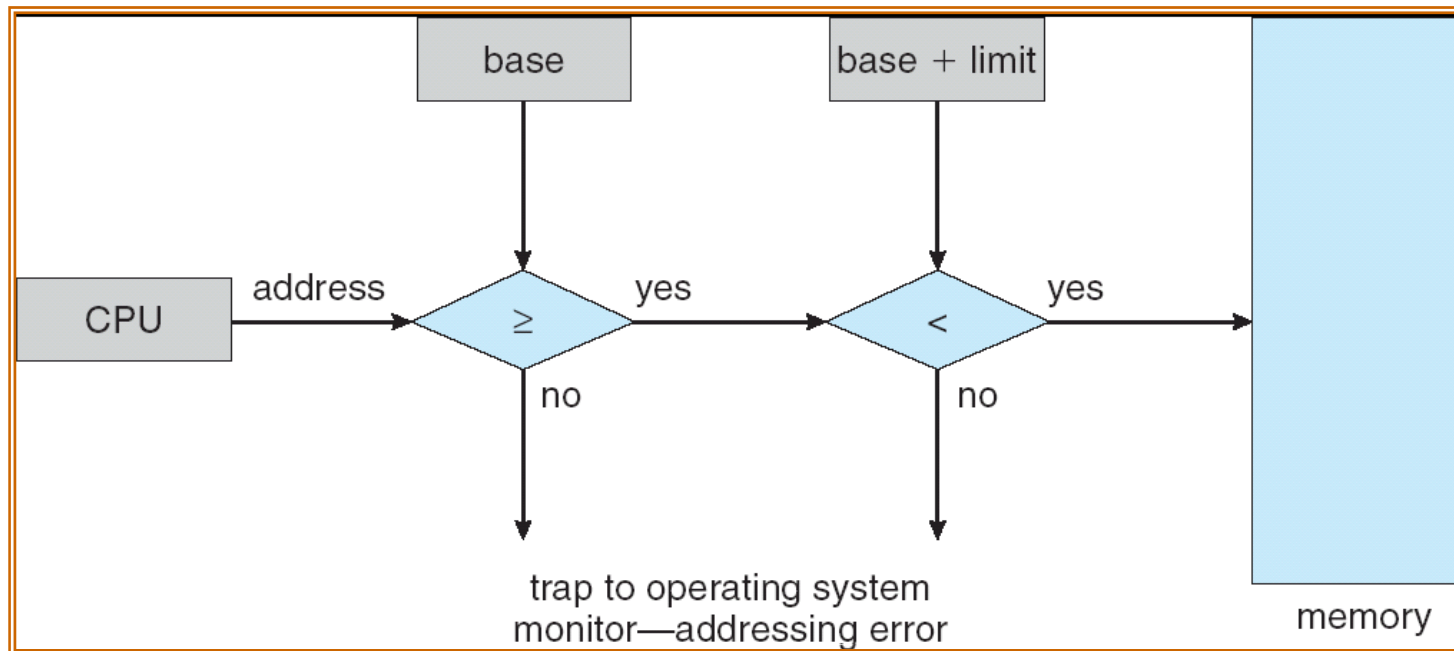 base
base + limit
CPU
address
≥
yes
<
yes
no
no
trap to operating system
monitor—addressing error
memory